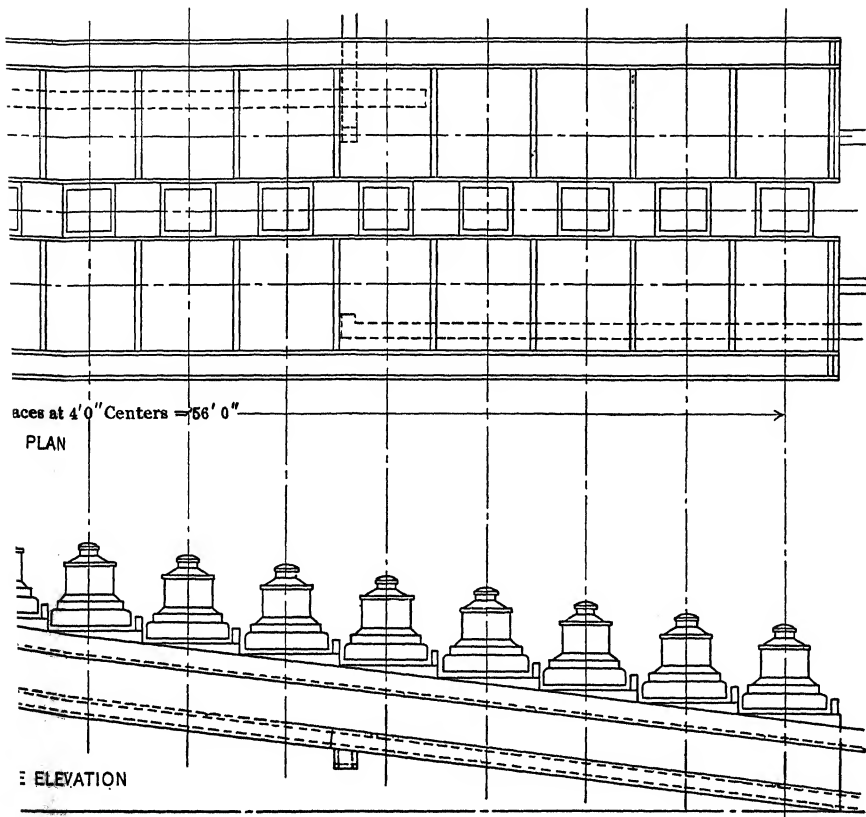 aces at 4'0" Centers = 56' 0"
PLAN
E ELEVATION